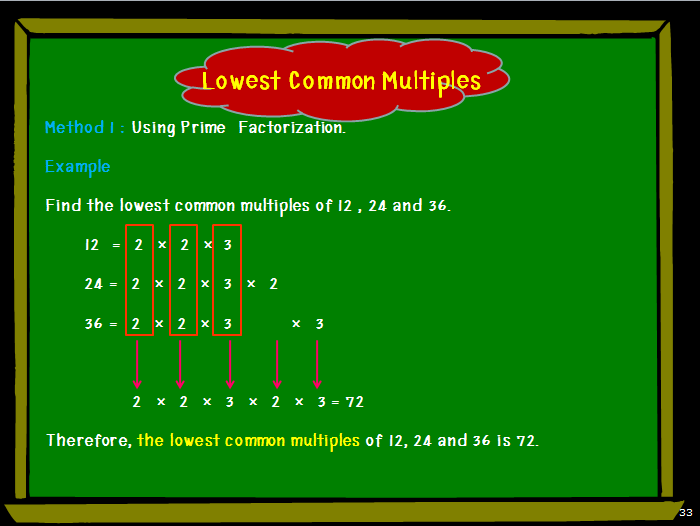 Lowest Common Multiples
Method 1 : Using Prime Factorization.
Example
Find the lowest common multiples of 12 , 24 and 36.
12 = 2 × 2 × 3
24 = 2 × 2 × 3 × 2
36 = 2 × 2 × 3 × 3
2 × 2 × 3 × 2 × 3 = 72
Therefore, the lowest common multiples of 12, 24 and 36 is 72.
33